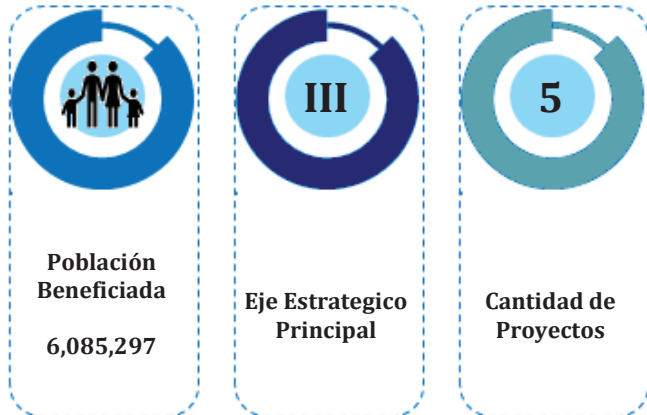 Población
Beneficiada
6,085,297
III
Eje Estrategico
Principal
5
Cantidad de
Proyectos